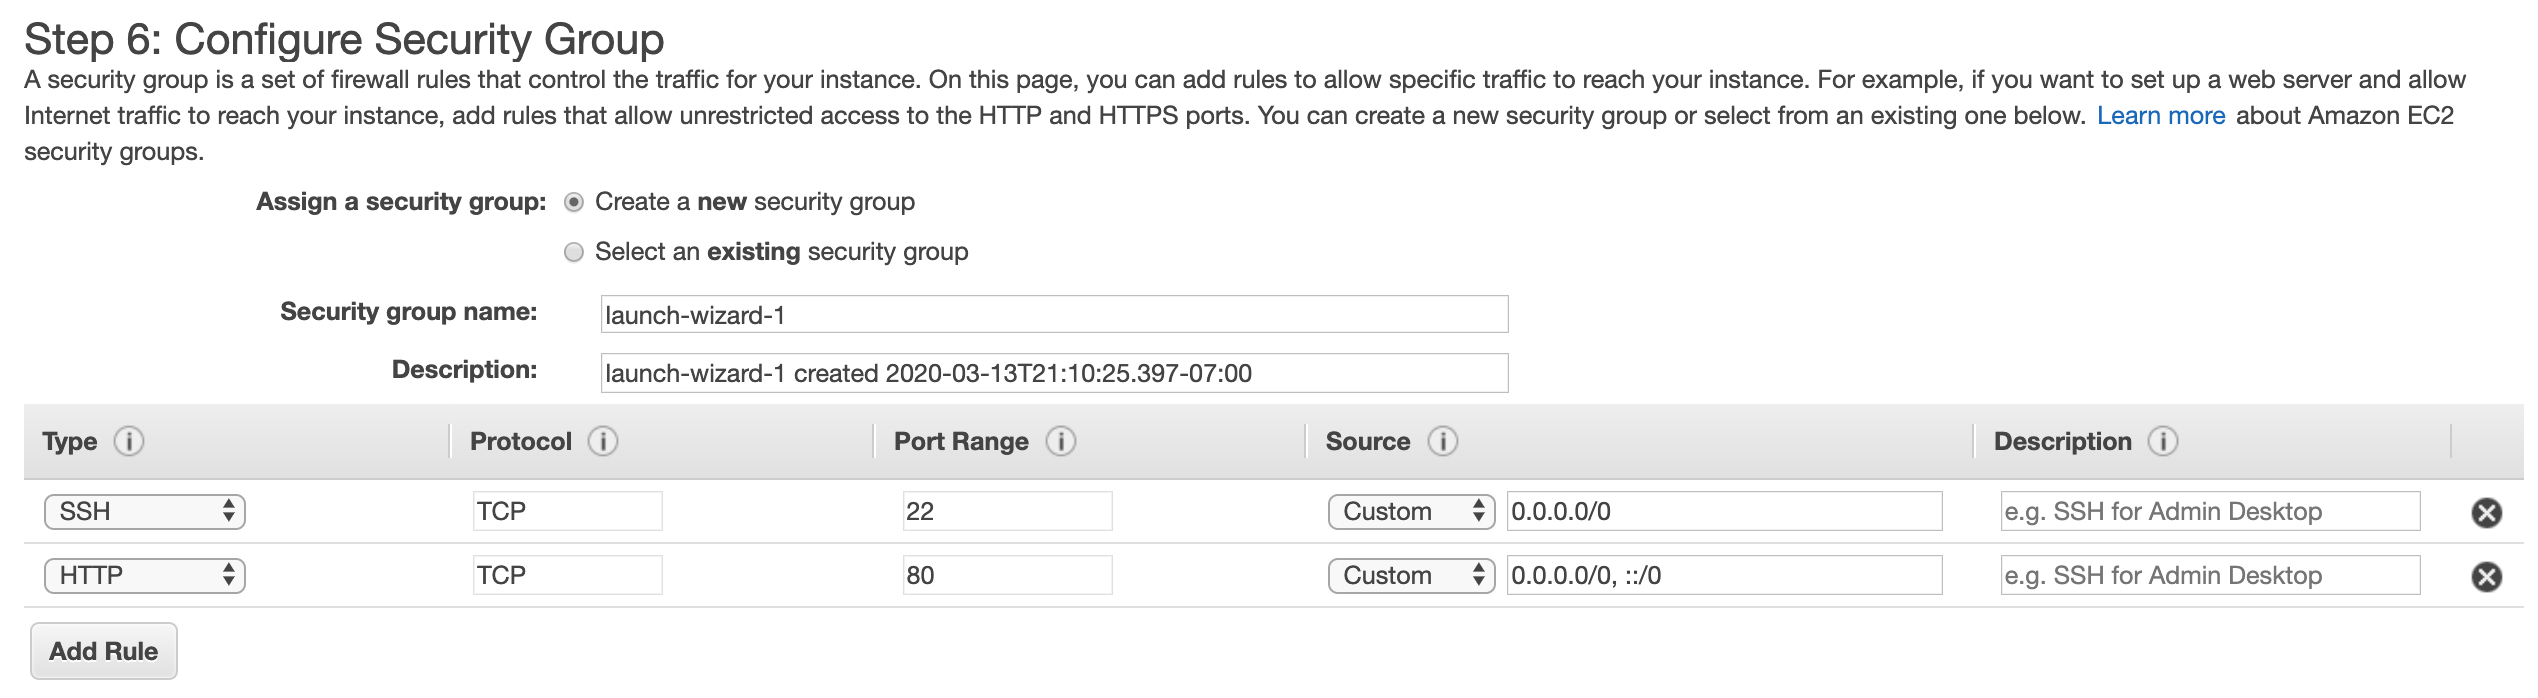 Step 6: Configure Security Group
A security group is a set of firewall rules that control the traffic for your instance. On this page, you can add rules to allow specific traffic to reach your instance. For example, if you want to set up a web server and allow
Internet traffic to reach your instance, add rules that allow unrestricted access to the HTTP and HTTPS ports. You can create a new security group or select from an existing one below. Learn more about Amazon EC2
security groups.
Assign a security group: Create a new security group
Select an existing security group
Security group name: launch-wizard-1
Description: launch-wizard-1 created 2020-03-13T21:10:25.397-07:00
Type i Protocol i Port Range i Source i Description i
SSH TCP 22 Custom 0.0.0.0/0 e.g. SSH for Admin Desktop
HTTP TCP 80 Custom 0.0.0.0/0, ::/0 e.g. SSH for Admin Desktop
Add Rule